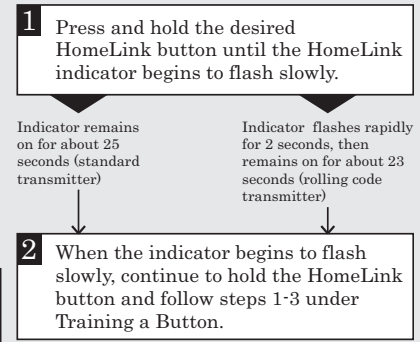 1
Press and hold the desired
HomeLink button until the HomeLink
indicator begins to flash slowly.
Indicator remains
on for about 25
seconds (standard
transmitter)
Indicator flashes rapidly
for 2 seconds, then
remains on for about 23
seconds (rolling code
transmitter)
2
When the indicator begins to flash
slowly, continue to hold the HomeLink
button and follow steps 1-3 under
Training a Button.